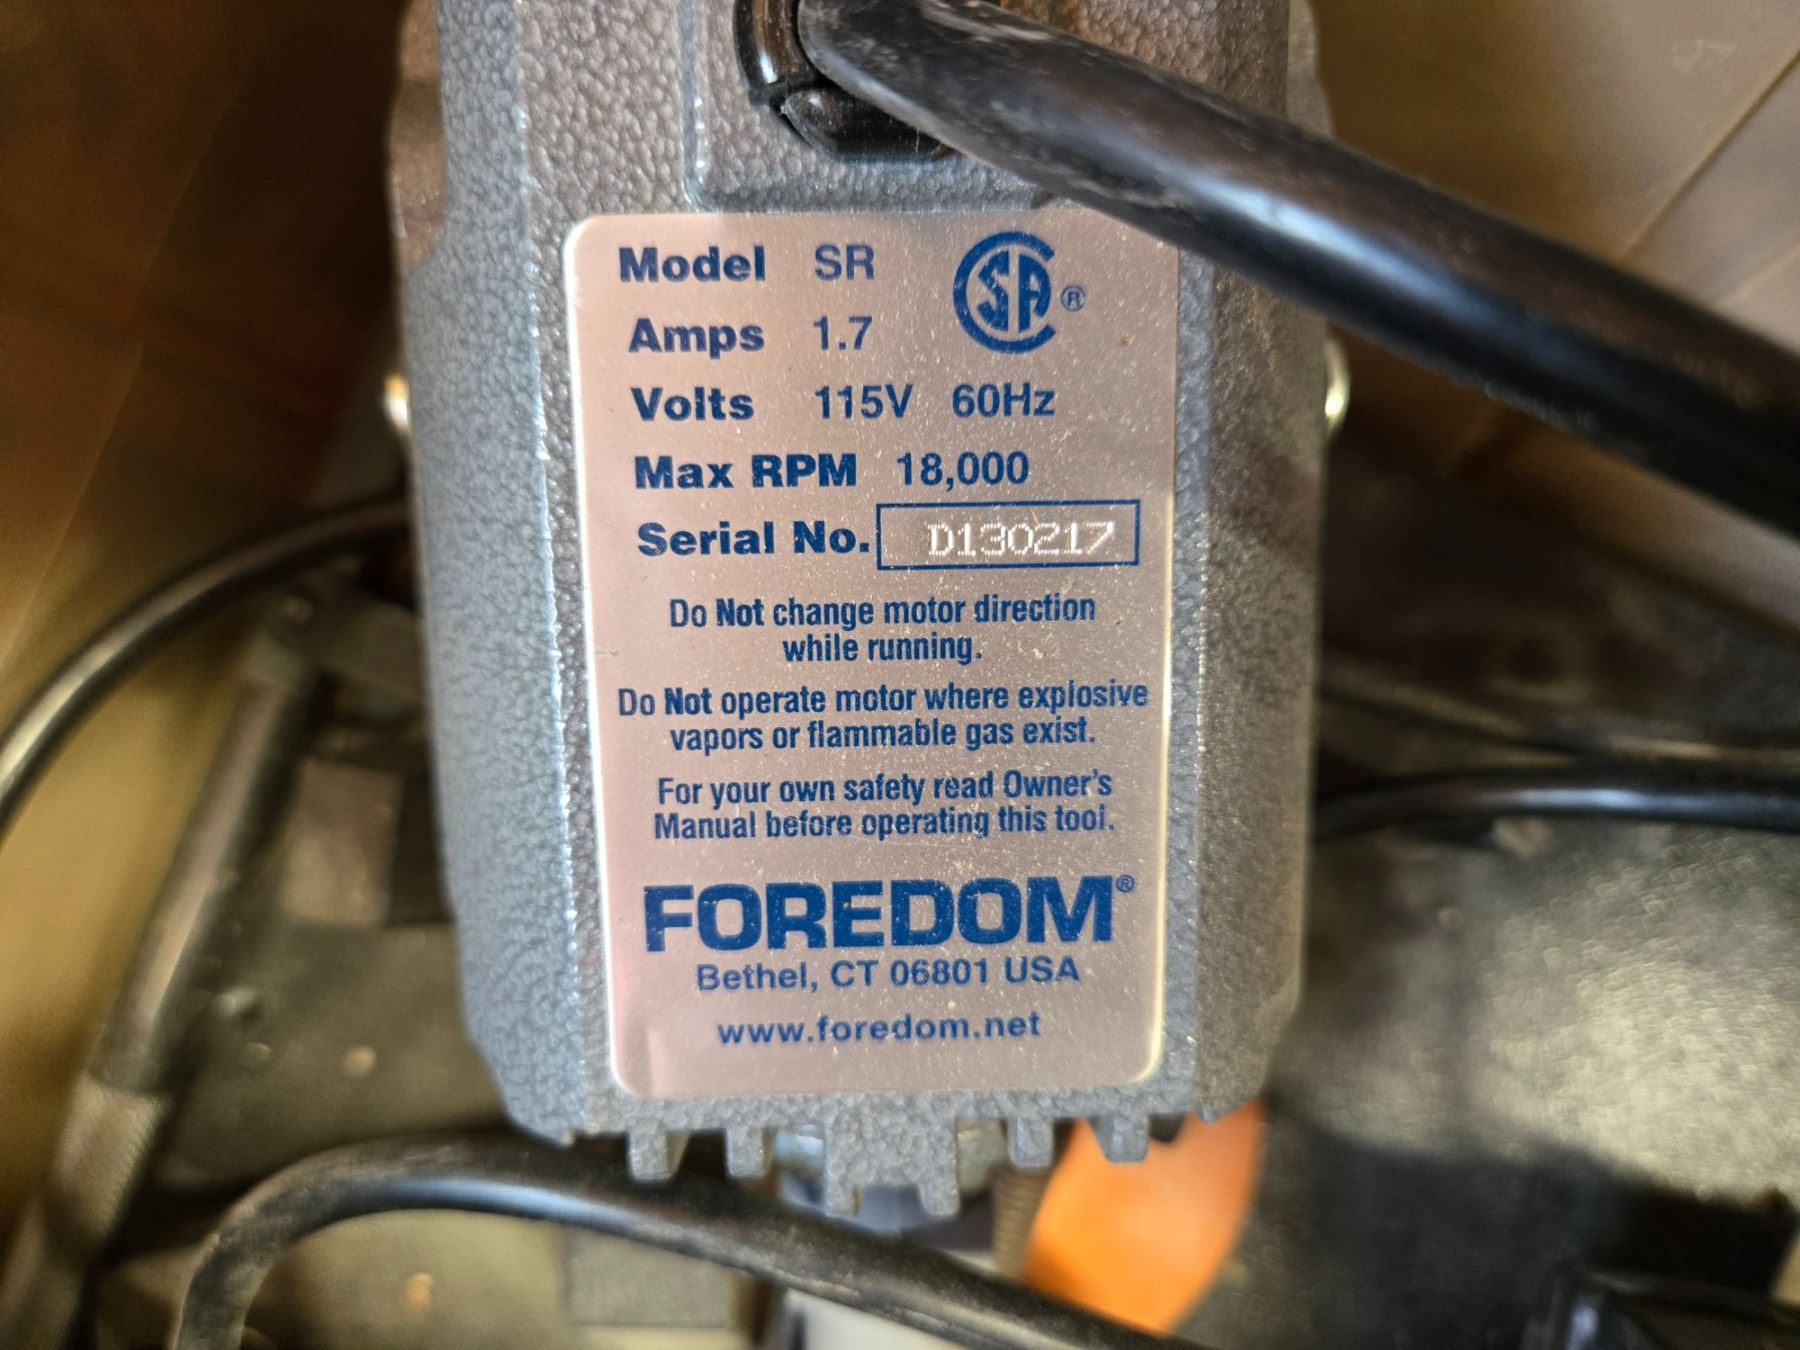 Model SR
CSA ®
Amps 1.7
Volts 115V 60Hz
Max RPM 18,000
Serial No. D130217
Do Not change motor direction
while running.
Do Not operate motor where explosive
vapors or flammable gas exist.
For your own safety read Owner's
Manual before operating this tool.
FOREDOM®
Bethel, CT 06801 USA
www.foredom.net